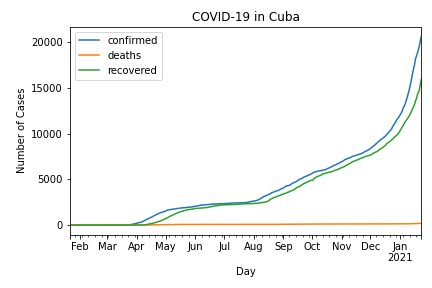 COVID-19 in Cuba
confirmed
deaths
recovered
Number of Cases
20000
15000
10000
5000
0
Feb Mar Apr May Jun Jul Aug Sep Oct Nov Dec Jan
2021
Day